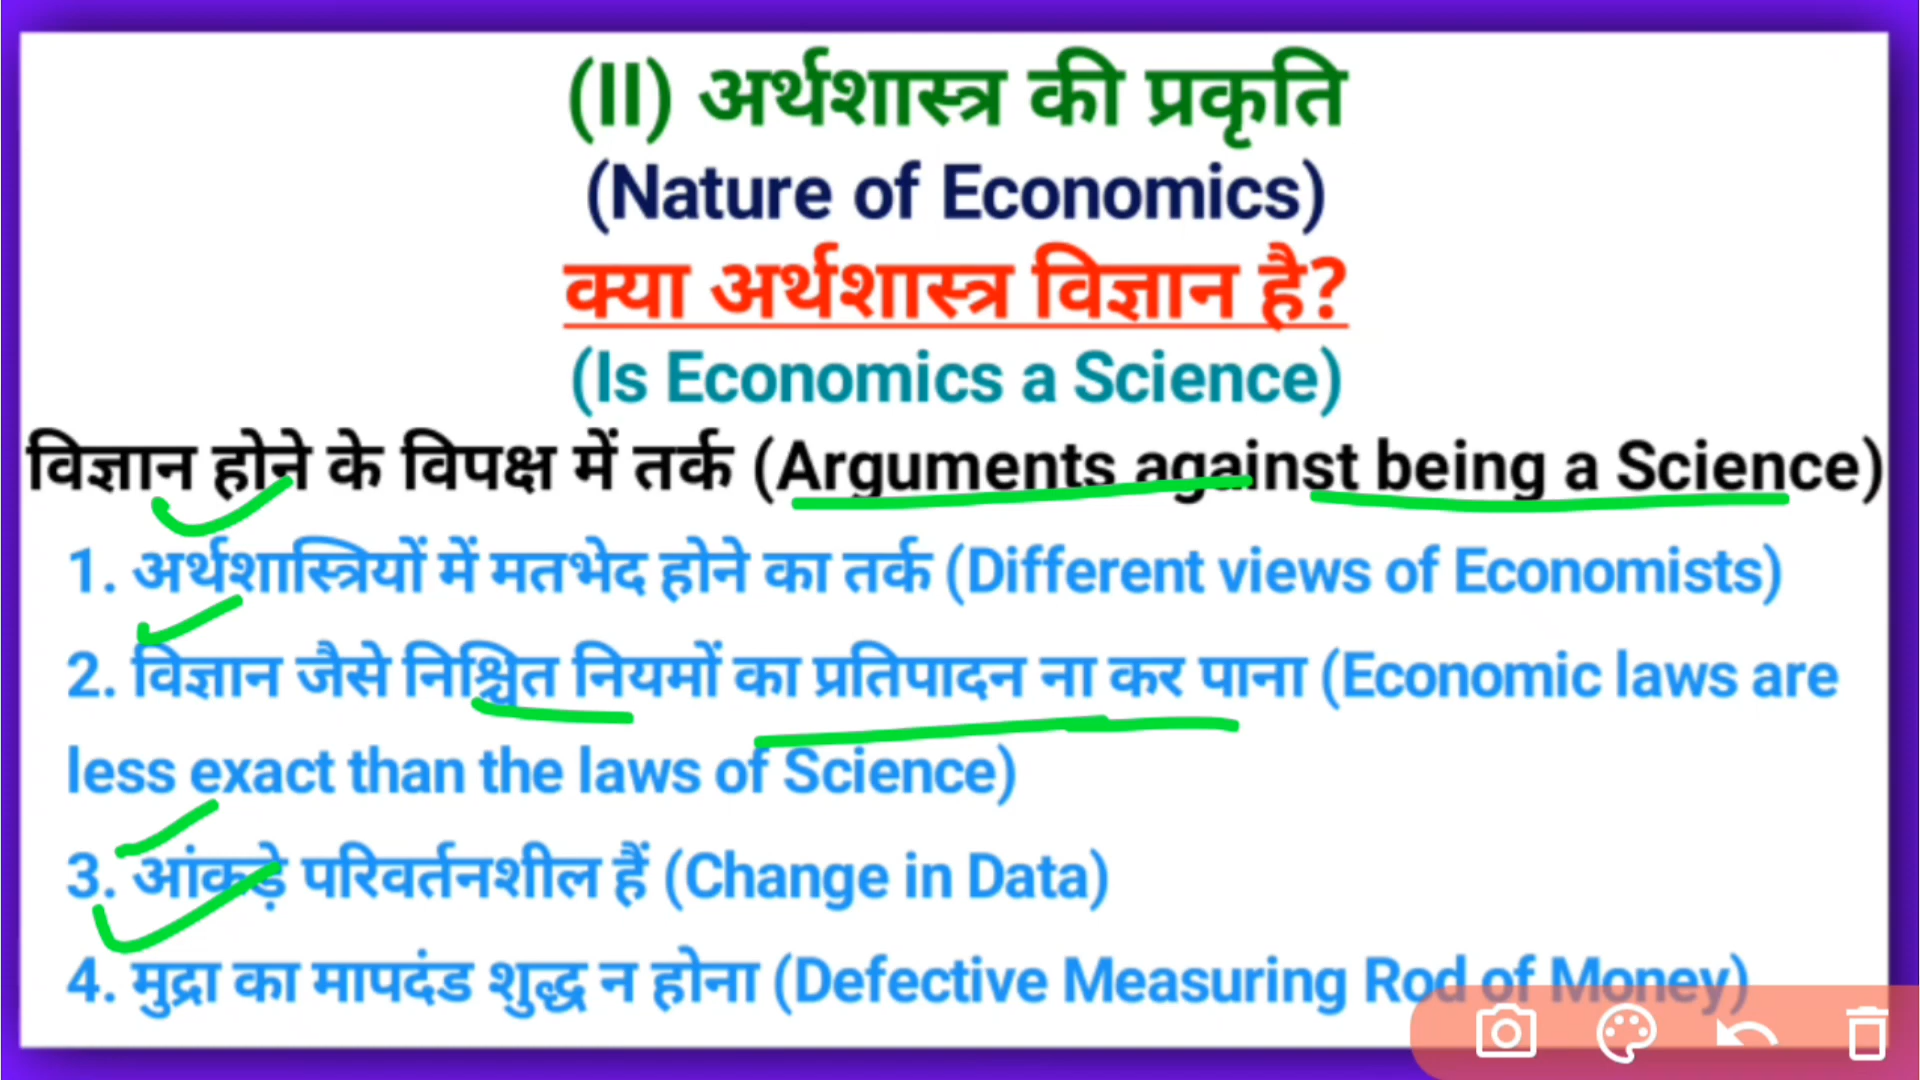 (II) अर्थशास्त्र की प्रकृति
(Nature of Economics)
क्या अर्थशास्त्र विज्ञान है?
(Is Economics a Science)
विज्ञान होने के विपक्ष में तर्क (Arguments against being a Science)
1. अर्थशास्त्रियों में मतभेद होने का तर्क (Different views of Economists)
2. विज्ञान जैसे निश्चित नियमों का प्रतिपादन ना कर पाना (Economic laws are
less exact than the laws of Science)
3. आंकड़े परिवर्तनशील हैं (Change in Data)
4. मुद्रा का मापदंड शुद्ध न होना (Defective Measuring Rod of Money)